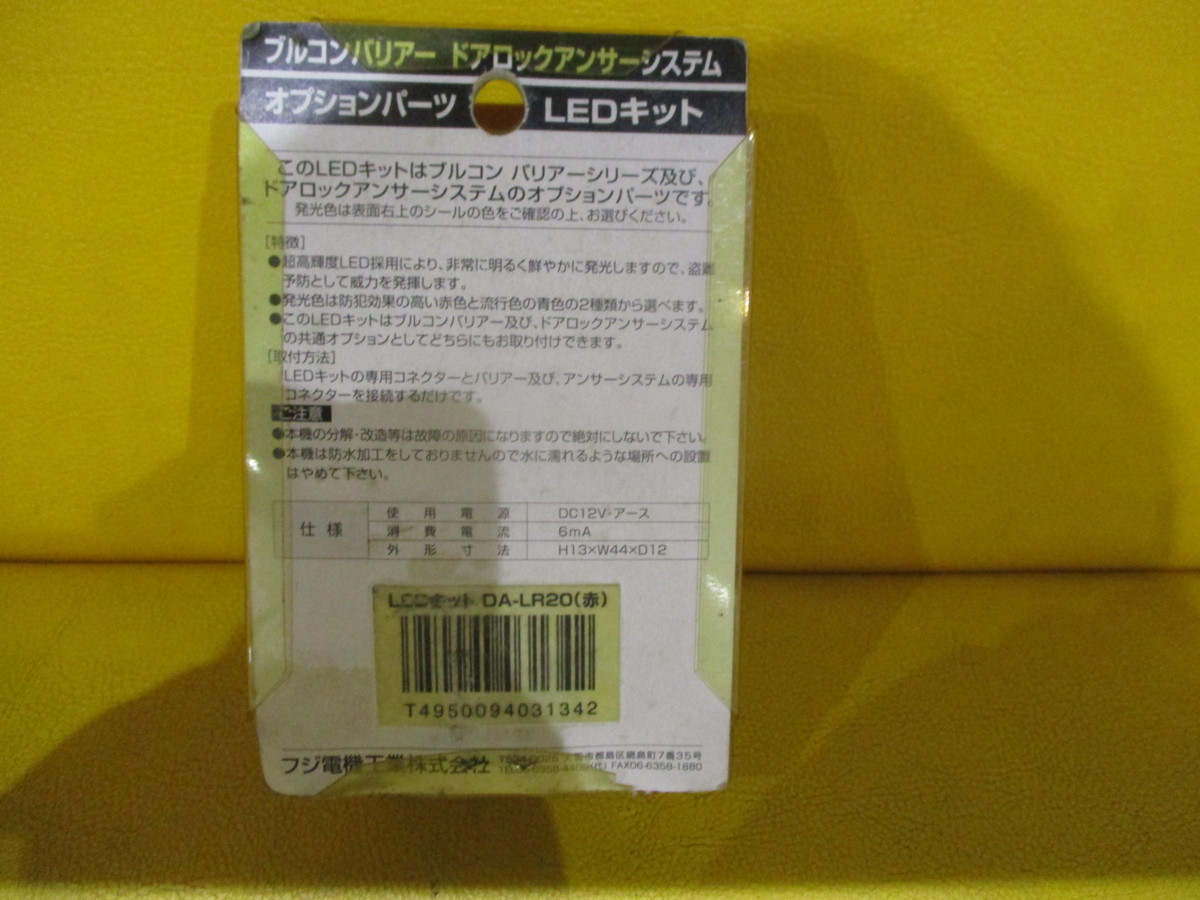 ブルコンバリアー ドアロックアンサーシステム
オプションパーツ LEDキット
このLEDキットはブルコン バリアーシリーズ及び、
ドアロックアンサーシステムのオプションパーツです。
発光色は表面右上のシールの色をご確認の上、お選びください。
[特徴]
●超高輝度LED採用により、非常に明るく鮮やかに発光しますので、盗難
予防として威力を発揮します。
●発光色は防犯効果の高い赤色と流行色の青色の2種類から選べます。
●このLEDキットはブルコンバリアー及び、ドアロックアンサーシステム
の共通オプションとしてどちらにもお取り付けできます。
[取付方法]
LEDキットの専用コネクターとバリアー及び、アンサーシステムの専用
コネクターを接続するだけです。
ご注意
●本機の分解・改造等は故障の原因になりますので絶対にしないで下さい。
●本機は防水加工をしておりませんので水に濡れるような場所への設置
はやめて下さい。
仕様
使用電源 DC12V・アース
消費電流 6mA
外形寸法 H13×W44×D12
LEDキット DA-LR20(赤)
T4950094031342
フジ電機工業株式会社
市都島区網島町7番35号
FAX06-6358-1880